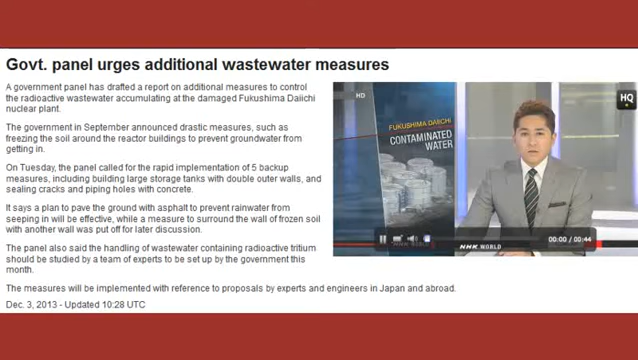 Govt. panel urges additional wastewater measures
A government panel has drafted a report on additional measures to control
the radioactive wastewater accumulating at the damaged Fukushima Daiichi
nuclear plant.
The government in September announced drastic measures, such as
freezing the soil around the reactor buildings to prevent groundwater from
getting in.
On Tuesday, the panel called for the rapid implementation of 5 backup
measures, including building large storage tanks with double outer walls, and
sealing cracks and piping holes with concrete.
It says a plan to pave the ground with asphalt to prevent rainwater from
seeping in will be effective, while a measure to surround the wall of frozen soil
with another wall was put off for later discussion.
The panel also said the handling of wastewater containing radioactive tritium
should be studied by a team of experts to be set up by the government this
month.
The measures will be implemented with reference to proposals by experts and engineers in Japan and abroad.
Dec. 3, 2013 - Updated 10:28 UTC
HD
HQ
FUKUSHIMA DAIICHI
CONTAMINATED
WATER
NHK WORLD
NHK WORLD
00:00 / 00:44